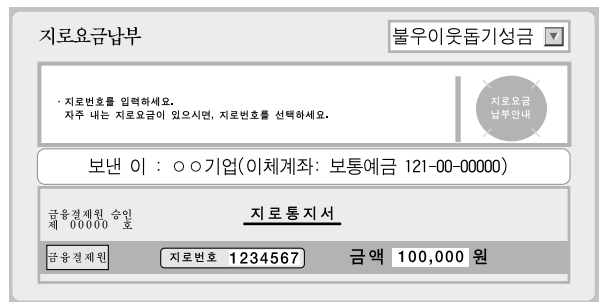 지로요금납부
불우이웃돕기성금
· 지로번호를 입력하세요.
자주 내는 지로요금이 있으시면, 지로번호를 선택하세요.
지로요금
납부안내
보낸 이 : ○○기업(이체계좌: 보통예금 121-00-00000)
금융결제원 승인
제 00000 호
지로통지서
금융결제원 지로번호 1234567 금액 100,000 원